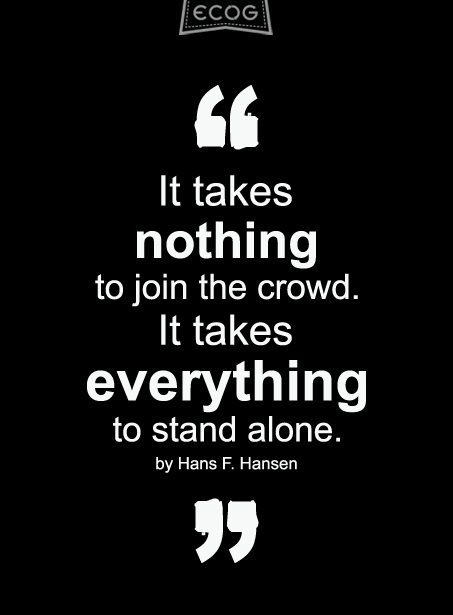 ECOG
“
It takes
nothing
to join the crowd.
It takes
everything
to stand alone.
by Hans F. Hansen
”